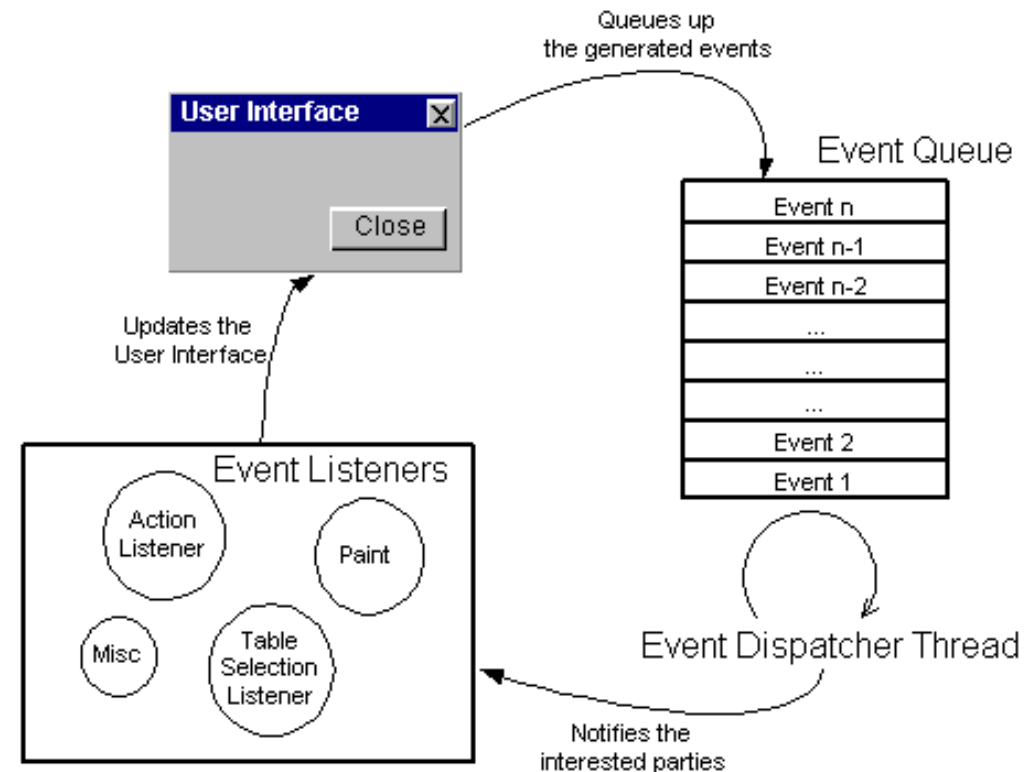 Queues up
the generated events
User Interface
Close
Event Queue
Event n
Event n-1
Event n-2
...
...
...
Event 2
Event 1
Updates the
User Interface
Event Listeners
Action
Listener
Paint
Misc
Table
Selection
Listener
Event Dispatcher Thread
Notifies the
interested parties